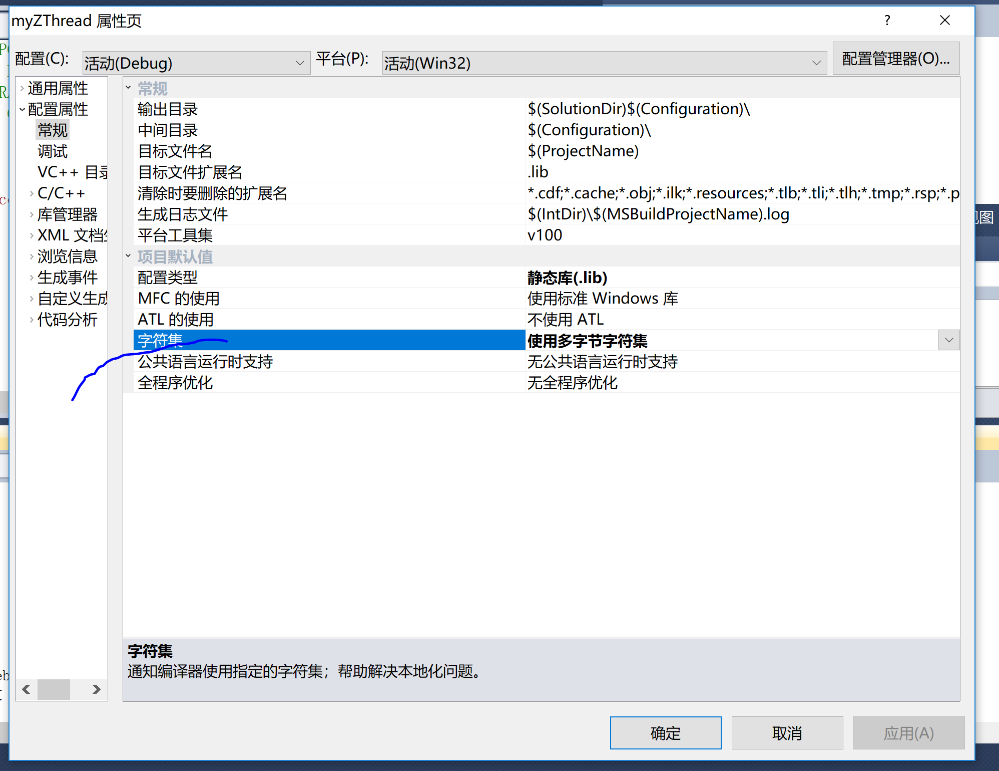 myZThread 属性页
?
配置(C):
活动(Debug)
平台(P):
活动(Win32)
配置管理器(O)...
通用属性
配置属性
常规
调试
VC++ 目录
C/C++
库管理器
XML 文档
浏览信息
生成事件
自定义生成
代码分析
常规
输出目录 $(SolutionDir)$(Configuration)\
中间目录 $(Configuration)\
目标文件名 $(ProjectName)
目标文件扩展名 .lib
清除时要删除的扩展名 *.cdf;*.cache;*.obj;*.ilk;*.resources;*.tlb;*.tli;*.tlh;*.tmp;*.rsp;*.p
生成日志文件 $(IntDir)\$(MSBuildProjectName).log
平台工具集 v100
项目默认值
配置类型 静态库(.lib)
MFC 的使用 使用标准 Windows 库
ATL 的使用 不使用 ATL
字符集 使用多字节字符集
公共语言运行时支持 无公共语言运行时支持
全程序优化 无全程序优化
字符集
通知编译器使用指定的字符集；帮助解决本地化问题。
确定
取消
应用(A)
图